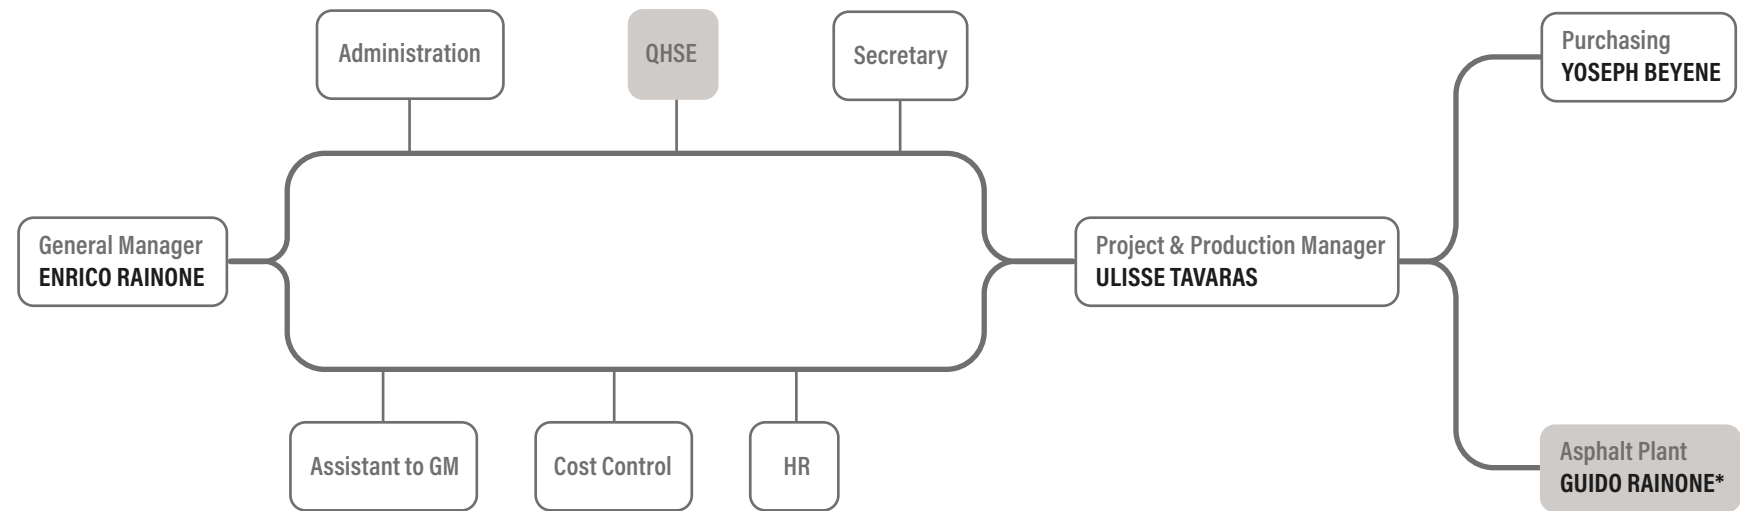 Administration
QHSE
Secretary
Purchasing
YOSEPH BEYENE
General Manager
ENRICO RAINONE
Project & Production Manager
ULISSE TAVARAS
Assistant to GM
Cost Control
HR
Asphalt Plant
GUIDO RAINONE*